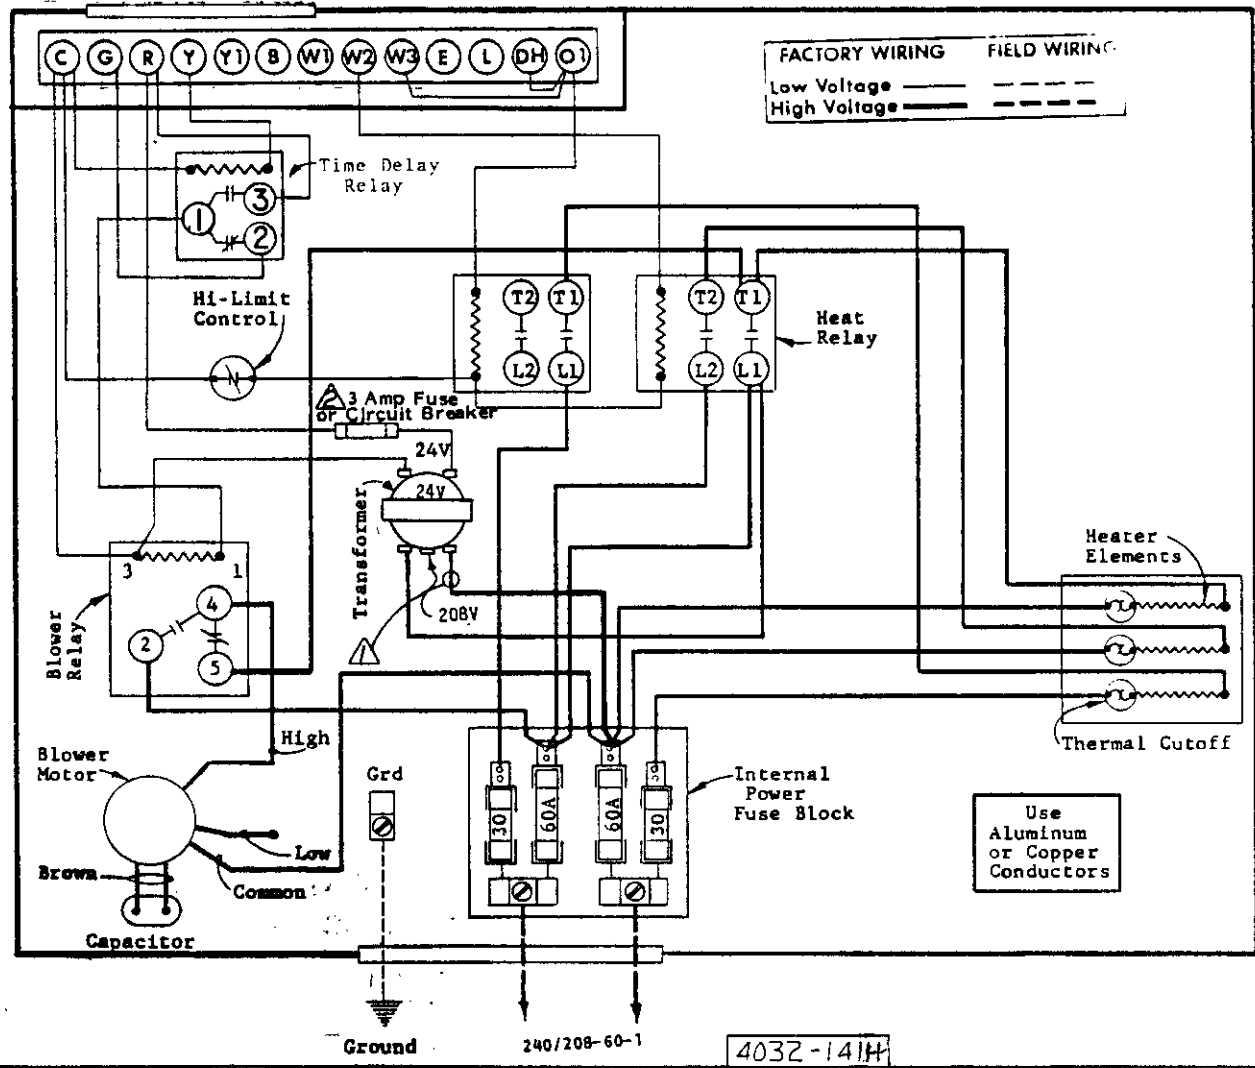 C G R Y Y1 B W1 W2 W3 E L DH O1
FACTORY WIRING FIELD WIRING
Low Voltage
High Voltage
Time Delay
Relay
3
1
2
Hi-Limit
Control
T2 T1
L2 L1
T2 T1
L2 L1
Heat
Relay
2 3 Amp Fuse
or Circuit Breaker
24V
24V
Transformer
208V
1
3 1
4
2
5
Blower
Relay
Heater
Elements
Thermal Cutoff
High
Blower
Motor
Low
Common
Brown
Capacitor
Grd
30 60A 60A 30
Internal
Power
Fuse Block
Use
Aluminum
or Copper
Conductors
Ground
240/208-60-1
4032-141H